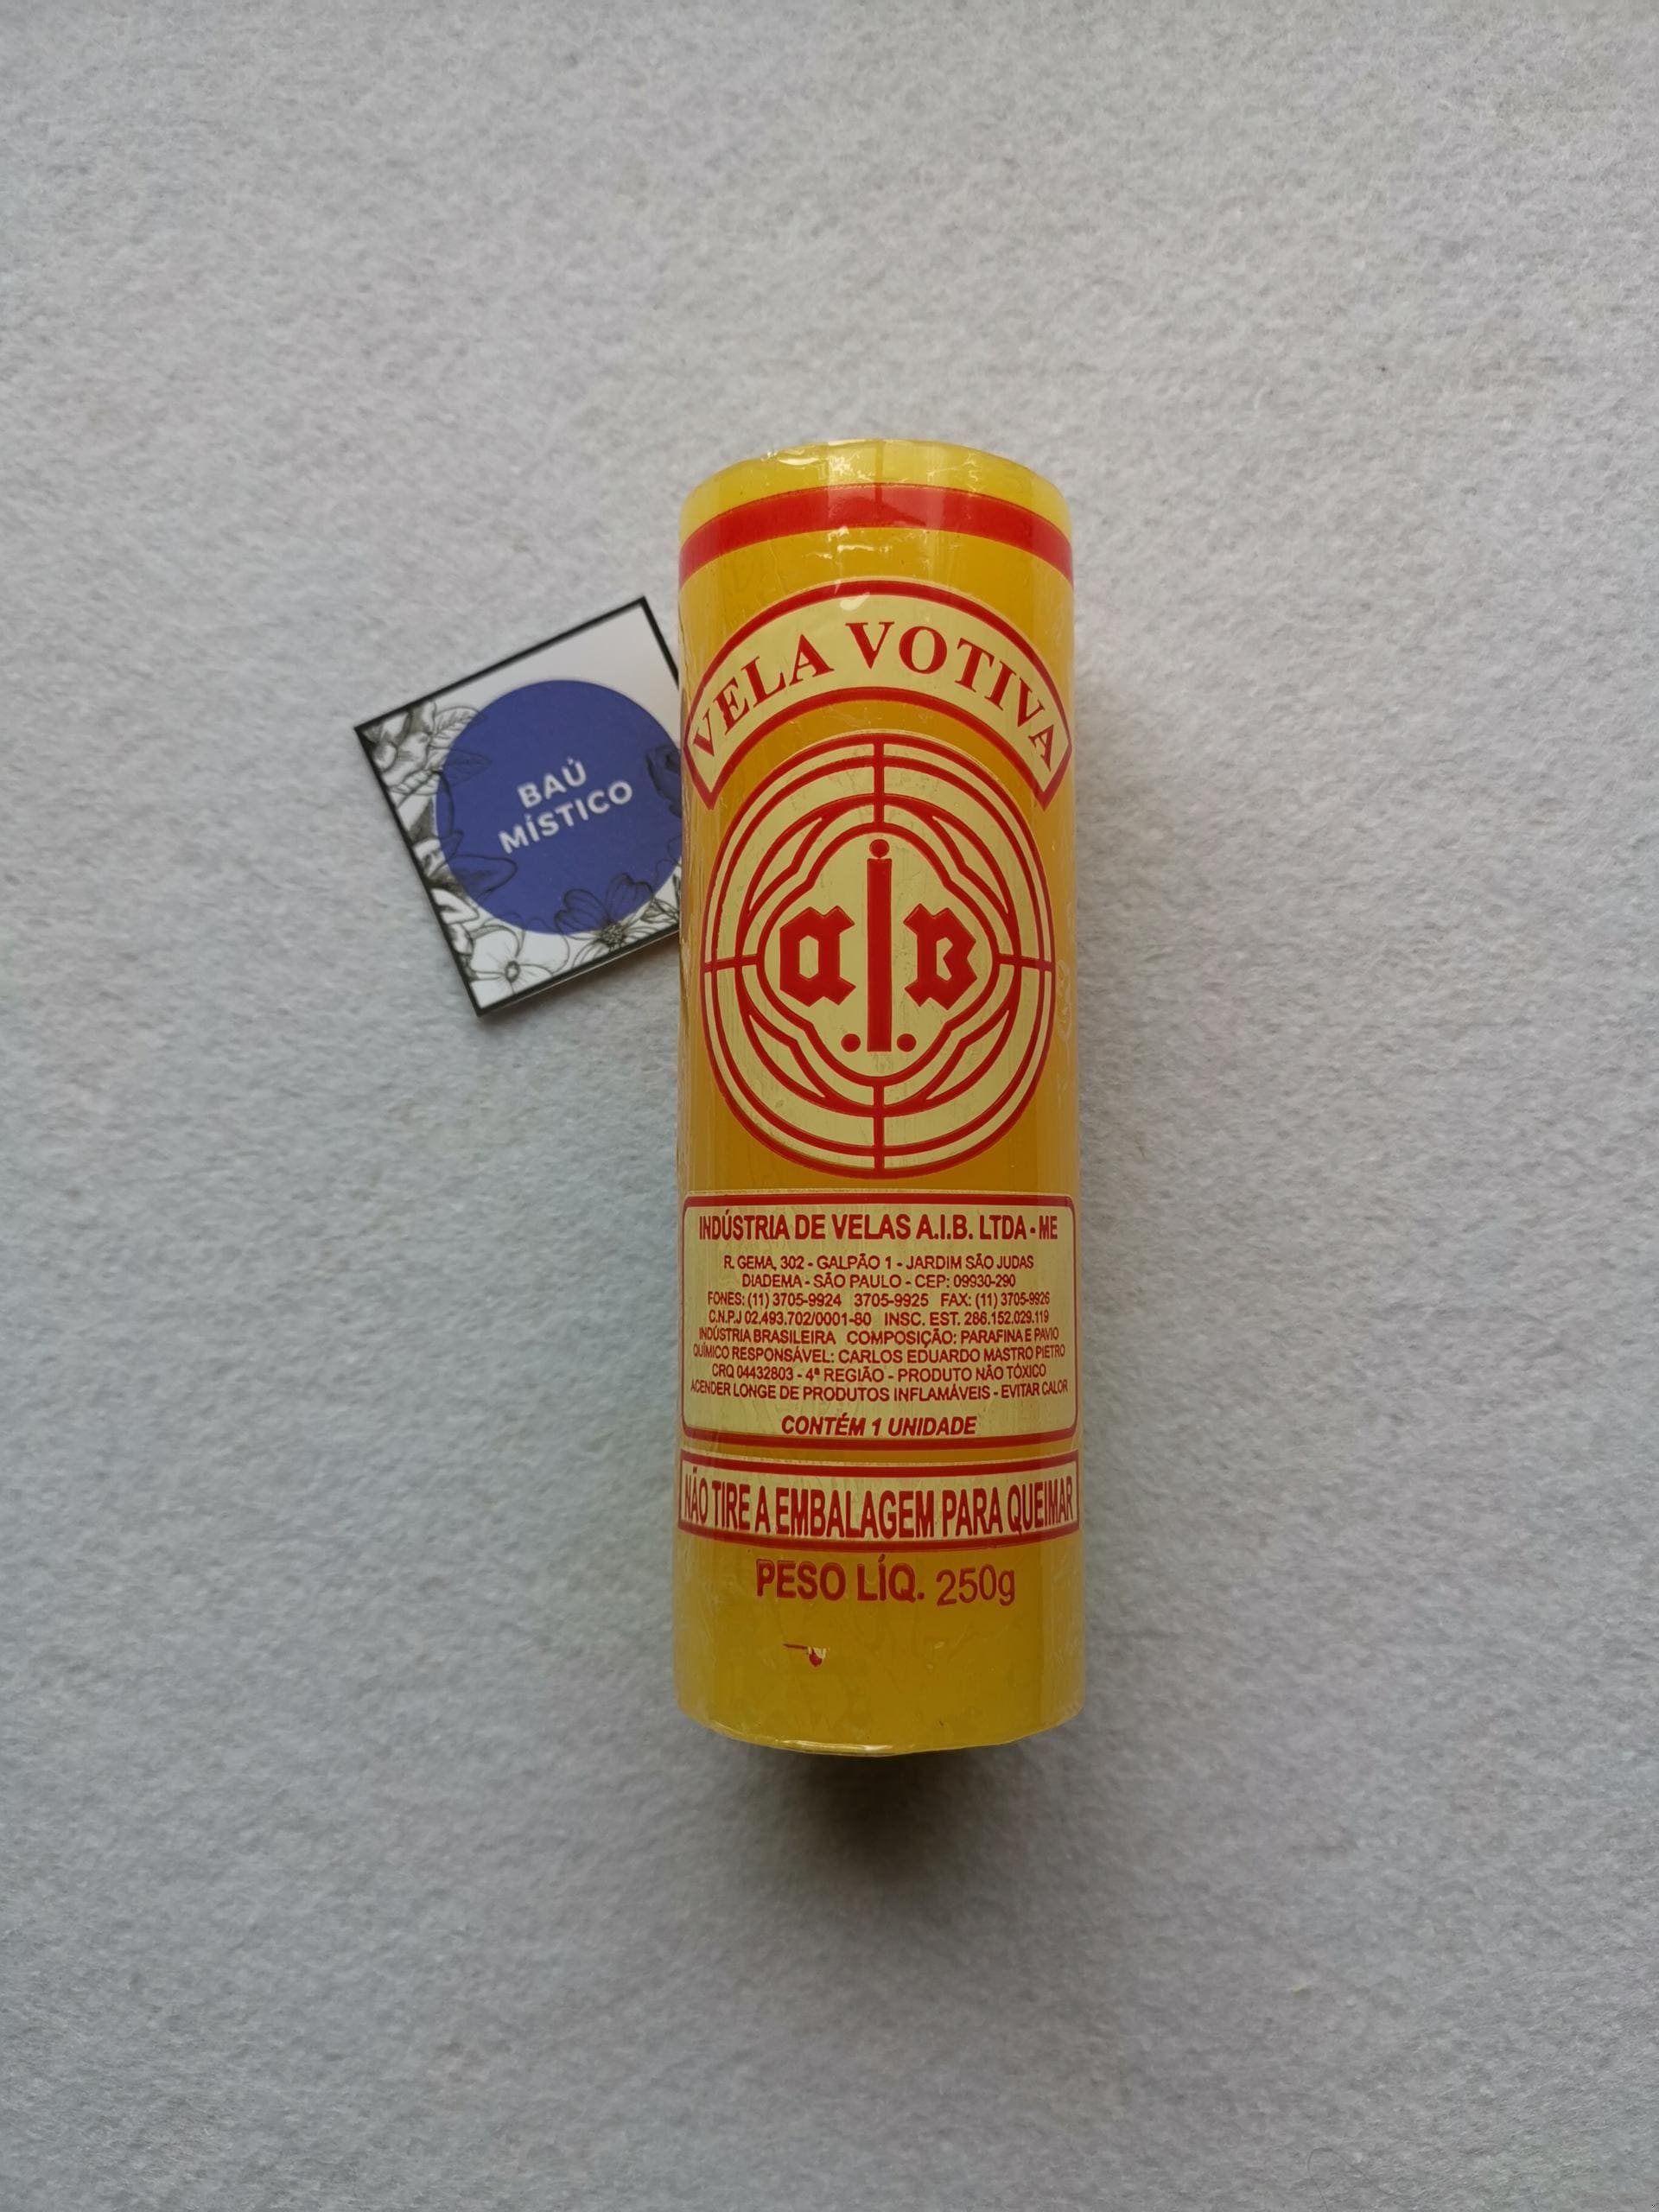 VELA VOTIVA
BAÚ
MÍSTICO
a.i.B.
INDÚSTRIA DE VELAS A.I.B. LTDA - ME
R. GEMA, 302 - GALPÃO 1 - JARDIM SÃO JUDAS
DIADEMA - SÃO PAULO - CEP: 09930-290
FONES: (11) 3705-9924 3705-9925 FAX: (11) 3705-9926
C.N.P.J 02.493.702/0001-80 INSC. EST. 286.152.029.119
INDÚSTRIA BRASILEIRA COMPOSIÇÃO: PARAFINA E PAVIO
QUÍMICO RESPONSÁVEL: CARLOS EDUARDO MASTRO PIETRO
CRQ 04432803 - 4ª REGIÃO - PRODUTO NÃO TÓXICO
ACENDER LONGE DE PRODUTOS INFLAMÁVEIS - EVITAR CALOR
CONTÉM 1 UNIDADE
NÃO TIRE A EMBALAGEM PARA QUEIMAR
PESO LÍQ. 250g